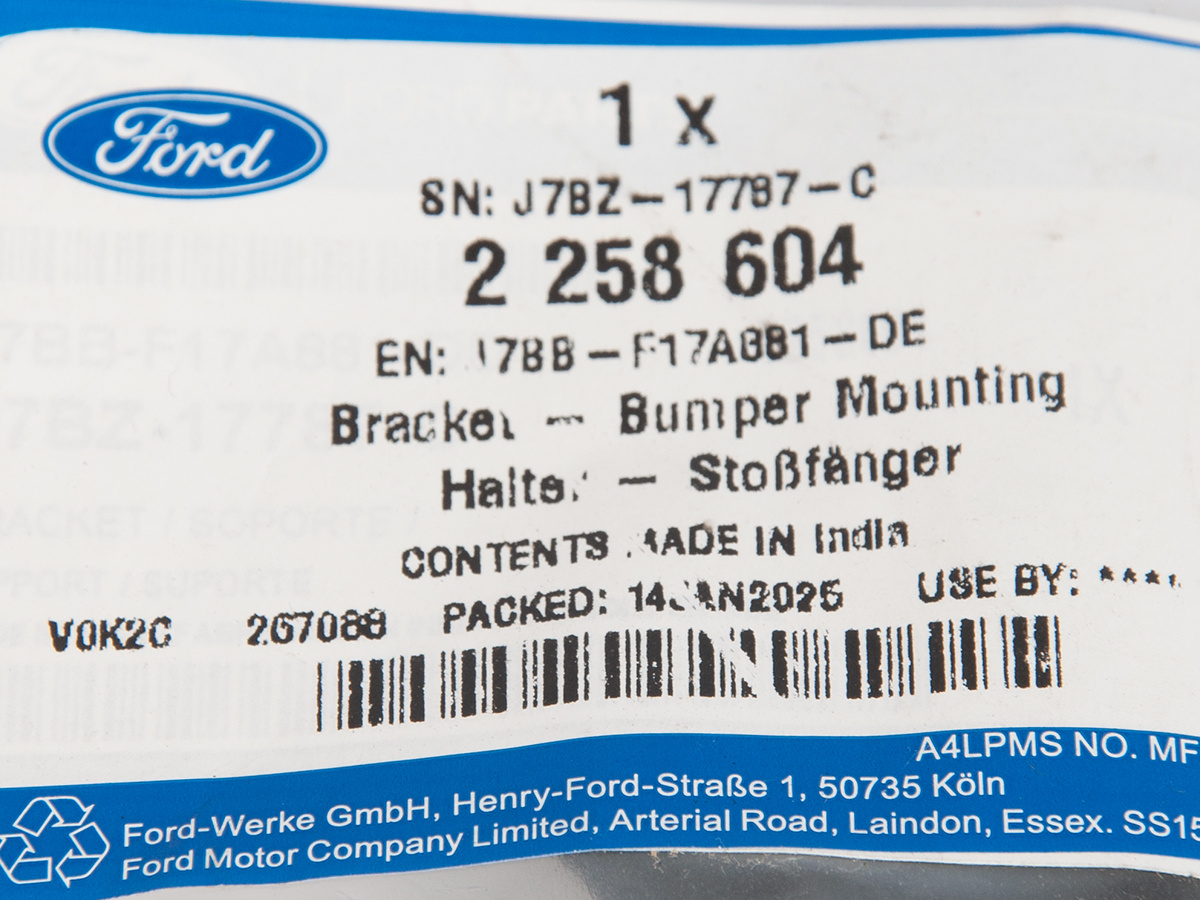 Ford
1 x
SN: J7BZ-17787-C
2 258 604
EN: J7BB-F17A881-DE
Bracket - Bumper Mounting
Halter - Stoßfänger
CONTENTS MADE IN India
V0K2C 267088 PACKED: 14JAN2025 USE BY: ****
A4LPMS NO. MF
Ford-Werke GmbH, Henry-Ford-Straße 1, 50735 Köln
Ford Motor Company Limited, Arterial Road, Laindon, Essex. SS15